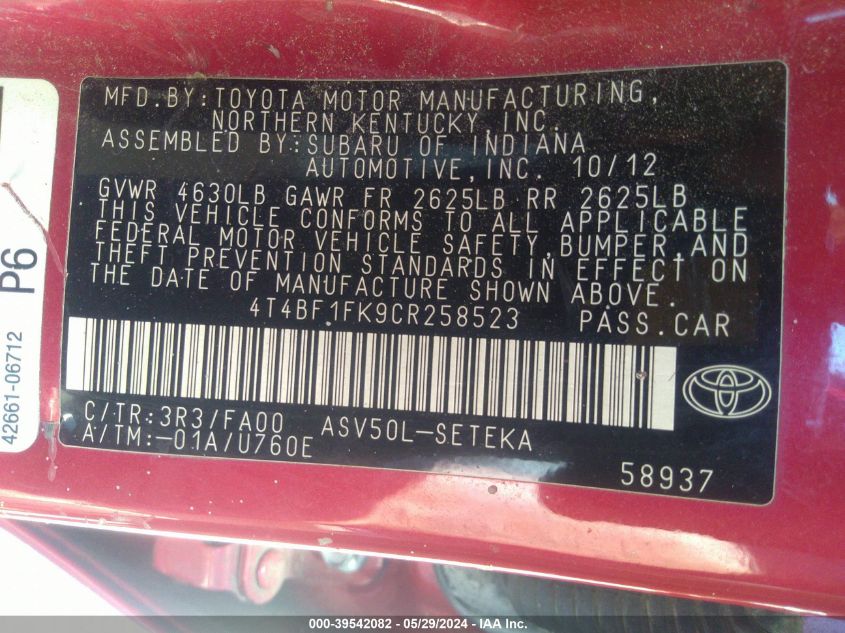 MFD.BY:TOYOTA MOTOR MANUFACTURING,
NORTHERN KENTUCKY,INC.
ASSEMBLED BY:SUBARU OF INDIANA
AUTOMOTIVE,INC. 10/12
GVWR 4630LB GAWR FR 2625LB RR 2625LB
THIS VEHICLE CONFORMS TO ALL APPLICABLE
FEDERAL MOTOR VEHICLE SAFETY,BUMPER,AND
THEFT PREVENTION STANDARDS IN EFFECT ON
THE DATE OF MANUFACTURE SHOWN ABOVE.
4T4BF1FK9CR258523 PASS.CAR
C/TR:3R3/FA00 ASV50L-SETEKA
A/TM:-01A/U760E
58937
P6
42661-06712
000-39542082 - 05/29/2024 - IAA Inc.